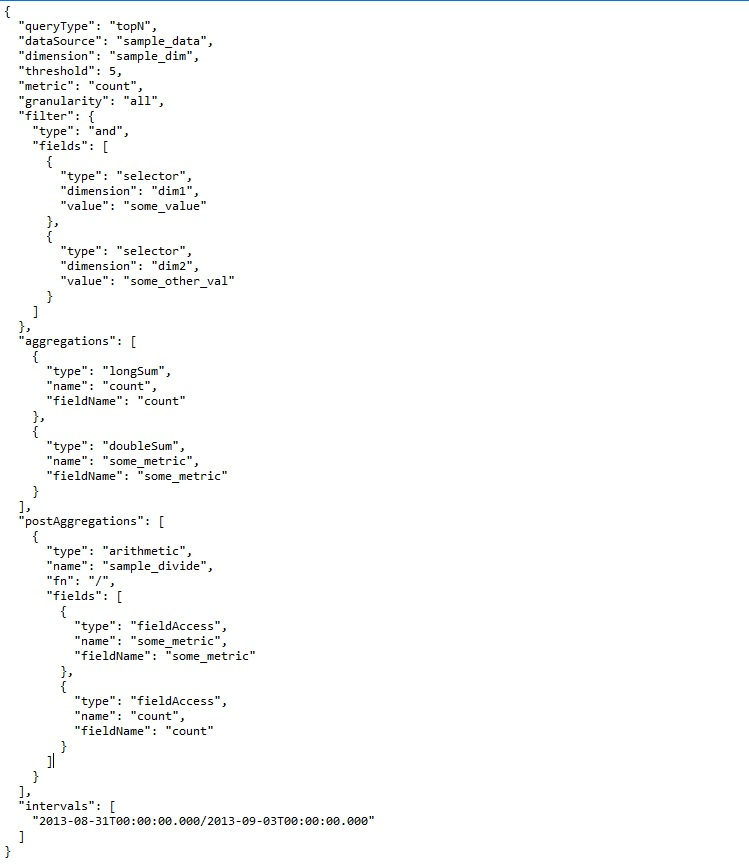 {
  "queryType": "topN",
  "dataSource": "sample_data",
  "dimension": "sample_dim",
  "threshold": 5,
  "metric": "count",
  "granularity": "all",
  "filter": {
    "type": "and",
    "fields": [
      {
        "type": "selector",
        "dimension": "dim1",
        "value": "some_value"
      },
      {
        "type": "selector",
        "dimension": "dim2",
        "value": "some_other_val"
      }
    ]
  },
  "aggregations": [
    {
      "type": "longSum",
      "name": "count",
      "fieldName": "count"
    },
    {
      "type": "doubleSum",
      "name": "some_metric",
      "fieldName": "some_metric"
    }
  ],
  "postAggregations": [
    {
      "type": "arithmetic",
      "name": "sample_divide",
      "fn": "/",
      "fields": [
        {
          "type": "fieldAccess",
          "name": "some_metric",
          "fieldName": "some_metric"
        },
        {
          "type": "fieldAccess",
          "name": "count",
          "fieldName": "count"
        }
      ]
    }
  ],
  "intervals": [
    "2013-08-31T00:00:00.000/2013-09-03T00:00:00.000"
  ]
}